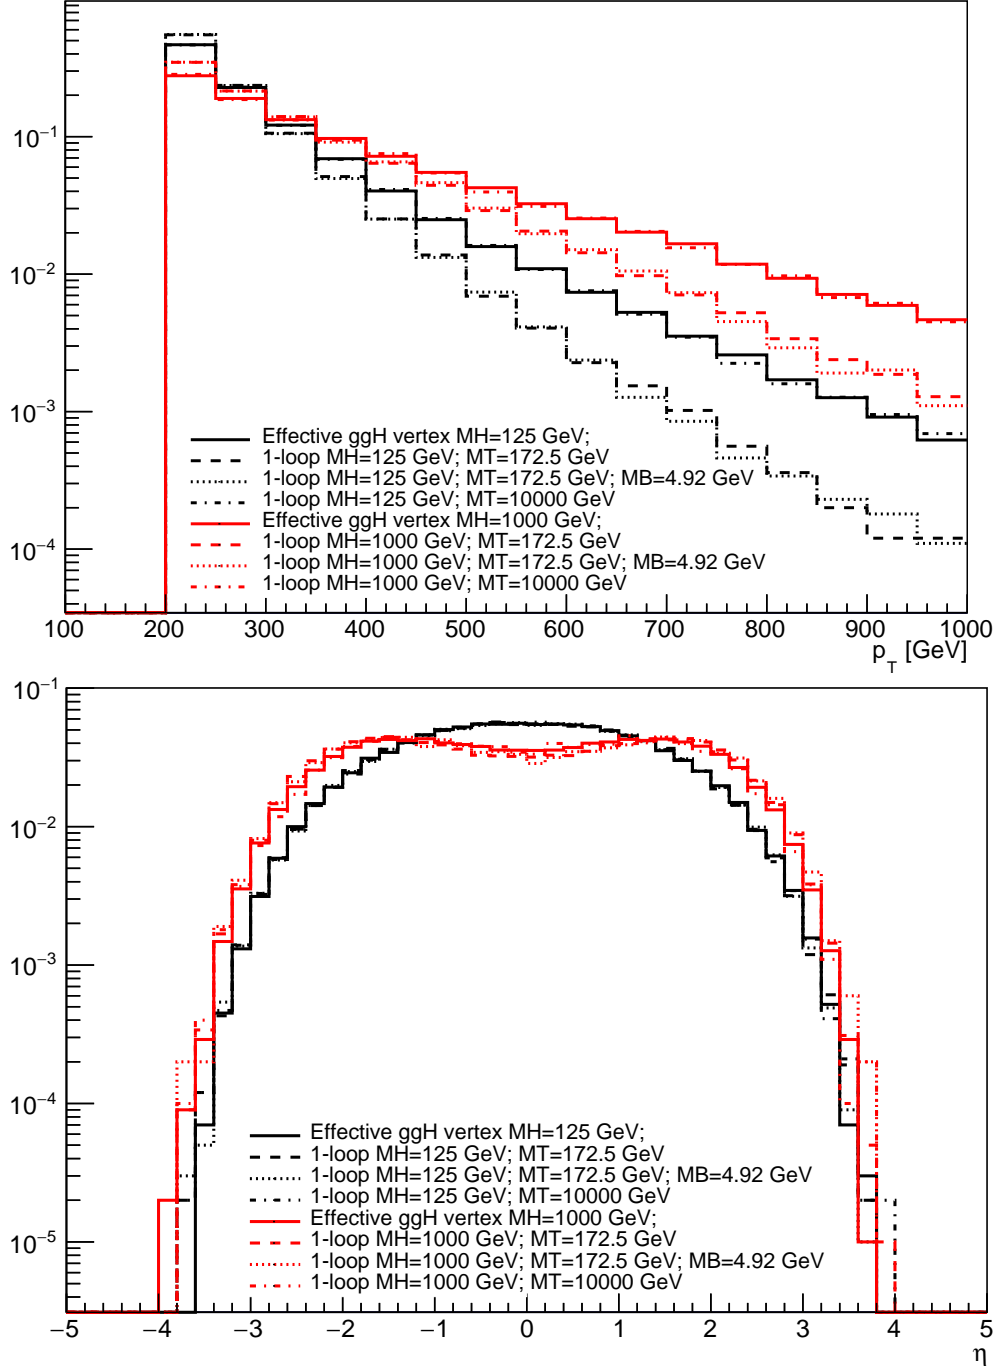 10⁻¹
10⁻²
10⁻³
10⁻⁴
Effective ggH vertex MH=125 GeV;
1-loop MH=125 GeV; MT=172.5 GeV
1-loop MH=125 GeV; MT=172.5 GeV; MB=4.92 GeV
1-loop MH=125 GeV; MT=10000 GeV
Effective ggH vertex MH=1000 GeV;
1-loop MH=1000 GeV; MT=172.5 GeV
1-loop MH=1000 GeV; MT=172.5 GeV; MB=4.92 GeV
1-loop MH=1000 GeV; MT=10000 GeV
100 200 300 400 500 600 700 800 900 1000
p_T [GeV]
10⁻¹
10⁻²
10⁻³
10⁻⁴
10⁻⁵
Effective ggH vertex MH=125 GeV;
1-loop MH=125 GeV; MT=172.5 GeV
1-loop MH=125 GeV; MT=172.5 GeV; MB=4.92 GeV
1-loop MH=125 GeV; MT=10000 GeV
Effective ggH vertex MH=1000 GeV;
1-loop MH=1000 GeV; MT=172.5 GeV
1-loop MH=1000 GeV; MT=172.5 GeV; MB=4.92 GeV
1-loop MH=1000 GeV; MT=10000 GeV
−5 −4 −3 −2 −1 0 1 2 3 4 5
η